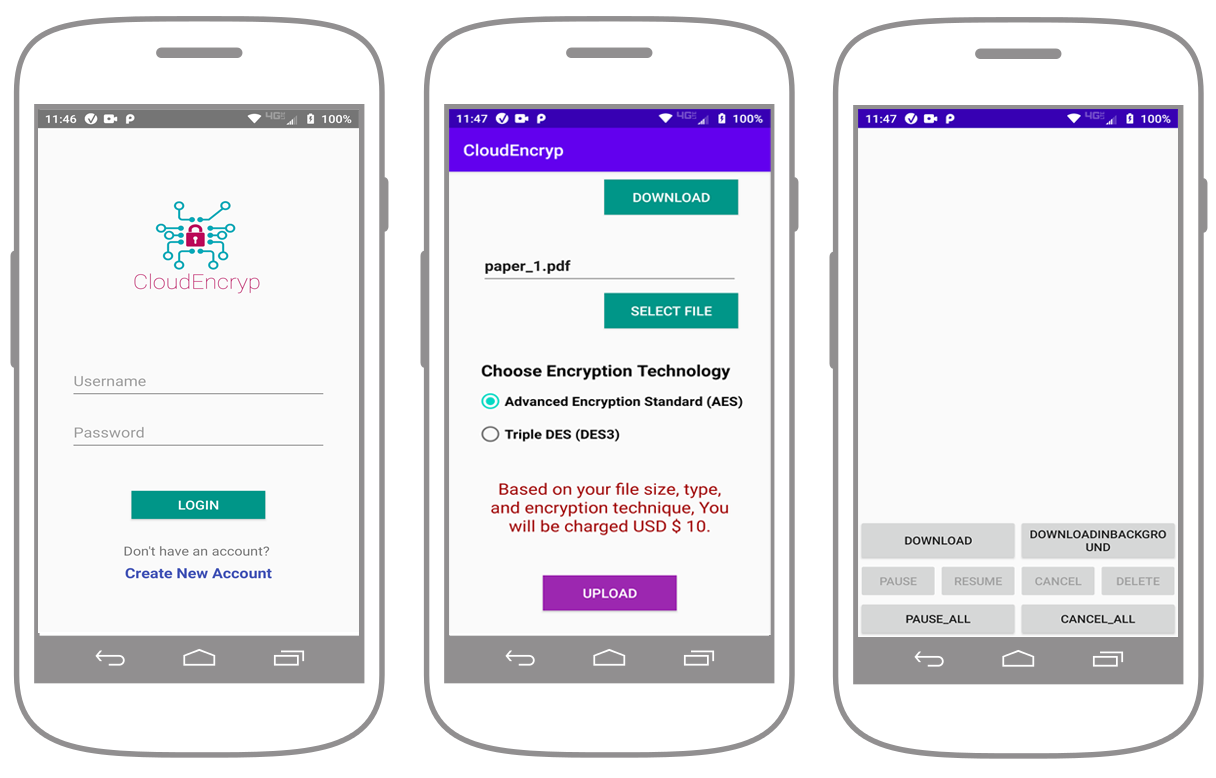 11:46
100%
CloudEncryp
Username
Password
LOGIN
Don't have an account?
Create New Account
11:47
4G
100%
CloudEncryp
DOWNLOAD
paper_1.pdf
SELECT FILE
Choose Encryption Technology
Advanced Encryption Standard (AES)
Triple DES (DES3)
Based on your file size, type,
and encryption technique, You
will be charged USD $ 10.
UPLOAD
11:47
4G
100%
DOWNLOAD
DOWNLOADINBACKGRO
UND
PAUSE
RESUME
CANCEL
DELETE
PAUSE_ALL
CANCEL_ALL